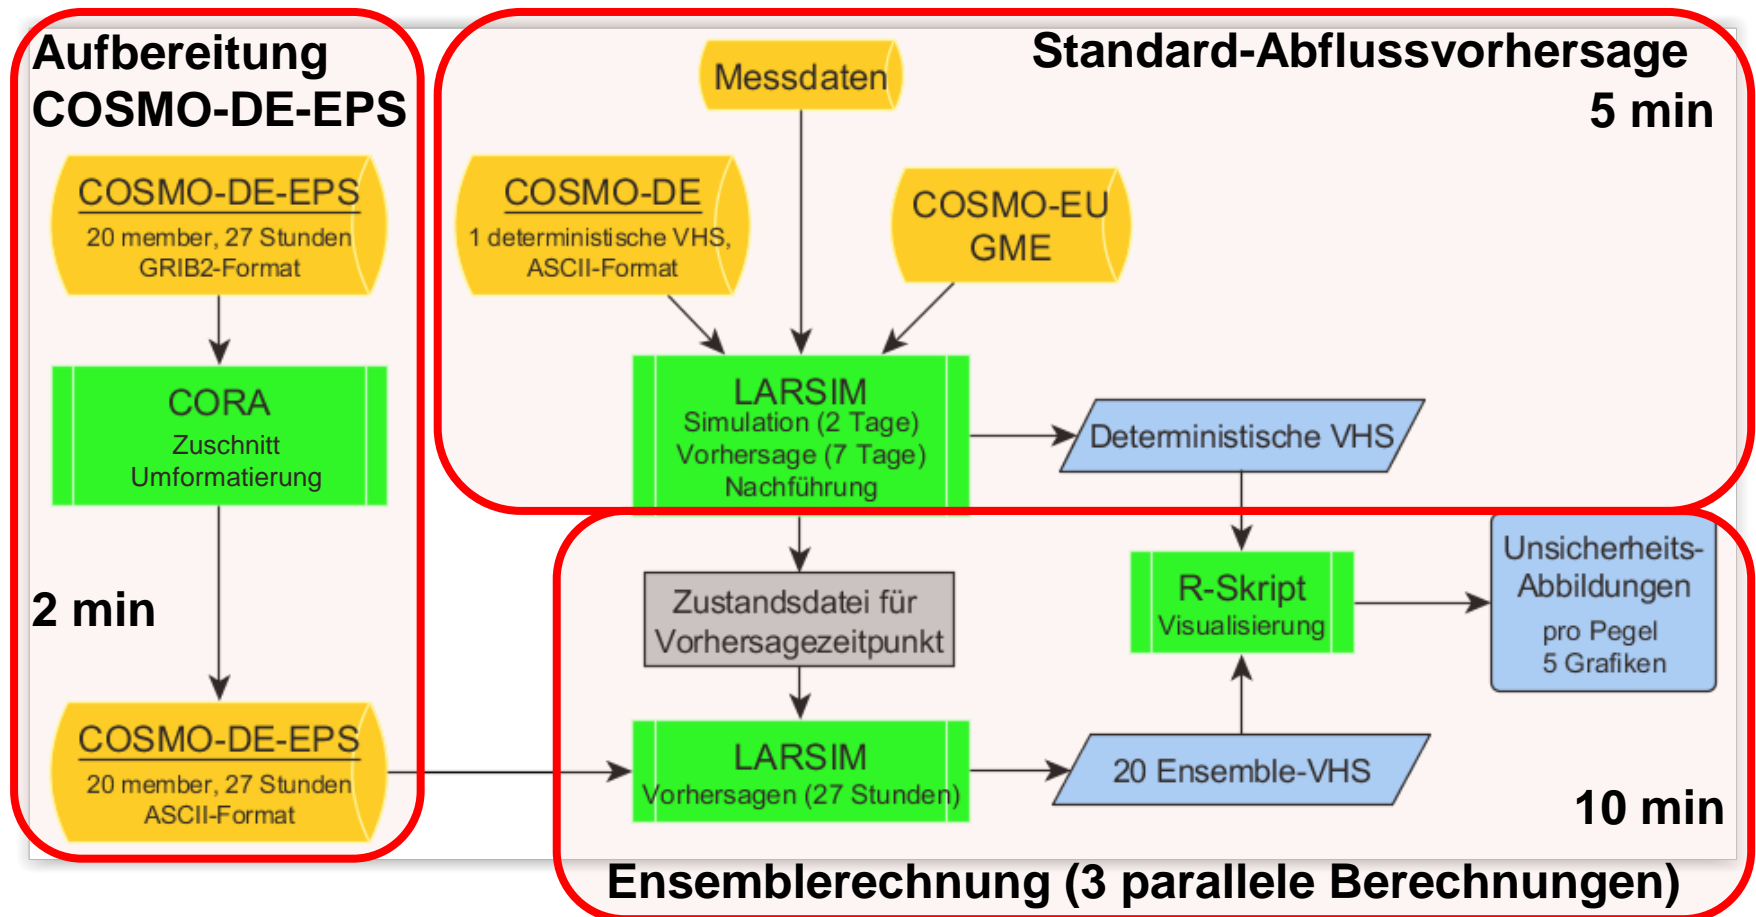 Aufbereitung
COSMO-DE-EPS
COSMO-DE-EPS
20 member, 27 Stunden
GRIB2-Format
CORA
Zuschnitt
Umformatierung
2 min
COSMO-DE-EPS
20 member, 27 Stunden
ASCII-Format
Standard-Abflussvorhersage
5 min
Messdaten
COSMO-DE
1 deterministische VHS,
ASCII-Format
COSMO-EU
GME
LARSIM
Simulation (2 Tage)
Vorhersage (7 Tage)
Nachführung
Deterministische VHS
Zustandsdatei für
Vorhersagezeitpunkt
R-Skript
Visualisierung
Unsicherheits-
Abbildungen
pro Pegel
5 Grafiken
LARSIM
Vorhersagen (27 Stunden)
20 Ensemble-VHS
10 min
Ensemblerechnung (3 parallele Berechnungen)